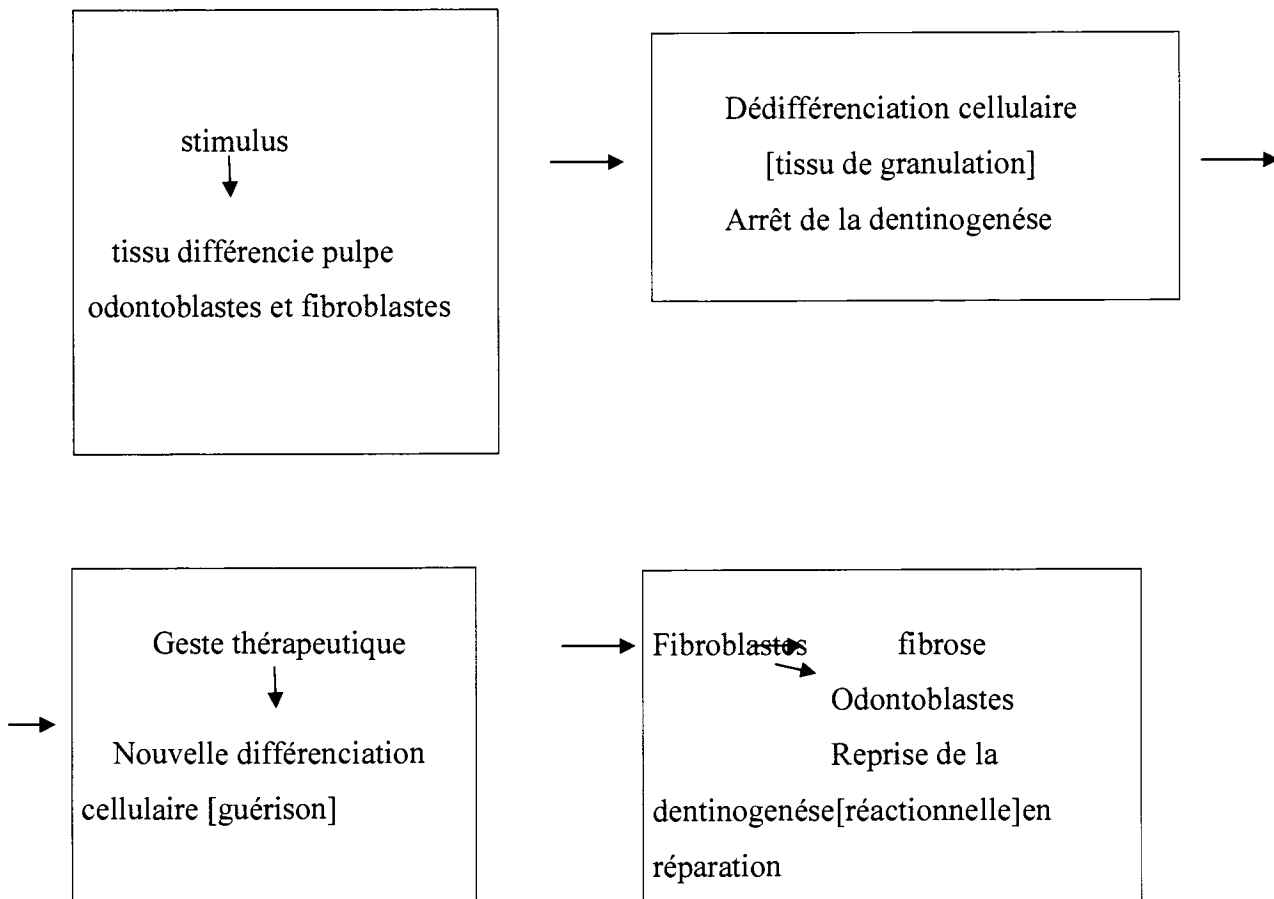 stimulus
tissu différencie pulpe
odontoblastes et fibroblastes
Dédifférenciation cellulaire
[tissu de granulation]
Arrêt de la dentinogenése
Geste thérapeutique
Nouvelle différenciation
cellulaire [guérison]
Fibroblastes fibrose
Odontoblastes
Reprise de la
dentinogenése[réactionnelle]en
réparation